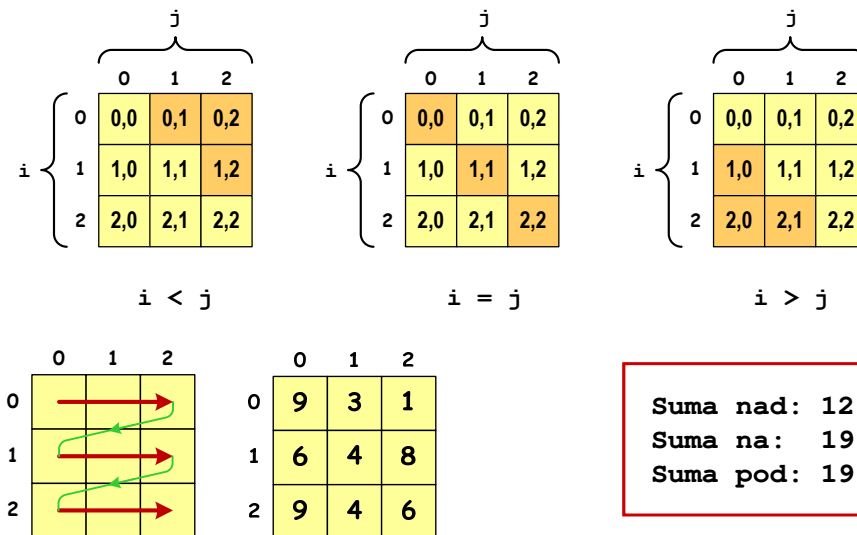 j j j
0 1 2 0 1 2 0 1 2
0 0,0 0,1 0,2 0 0,0 0,1 0,2 0 0,0 0,1 0,2
i 1 1,0 1,1 1,2 i 1 1,0 1,1 1,2 i 1 1,0 1,1 1,2
2 2,0 2,1 2,2 2 2,0 2,1 2,2 2 2,0 2,1 2,2
i < j i = j i > j
0 1 2 0 1 2
0 0 9 3 1
1 1 6 4 8
2 2 9 4 6
Suma nad: 12
Suma na: 19
Suma pod: 19